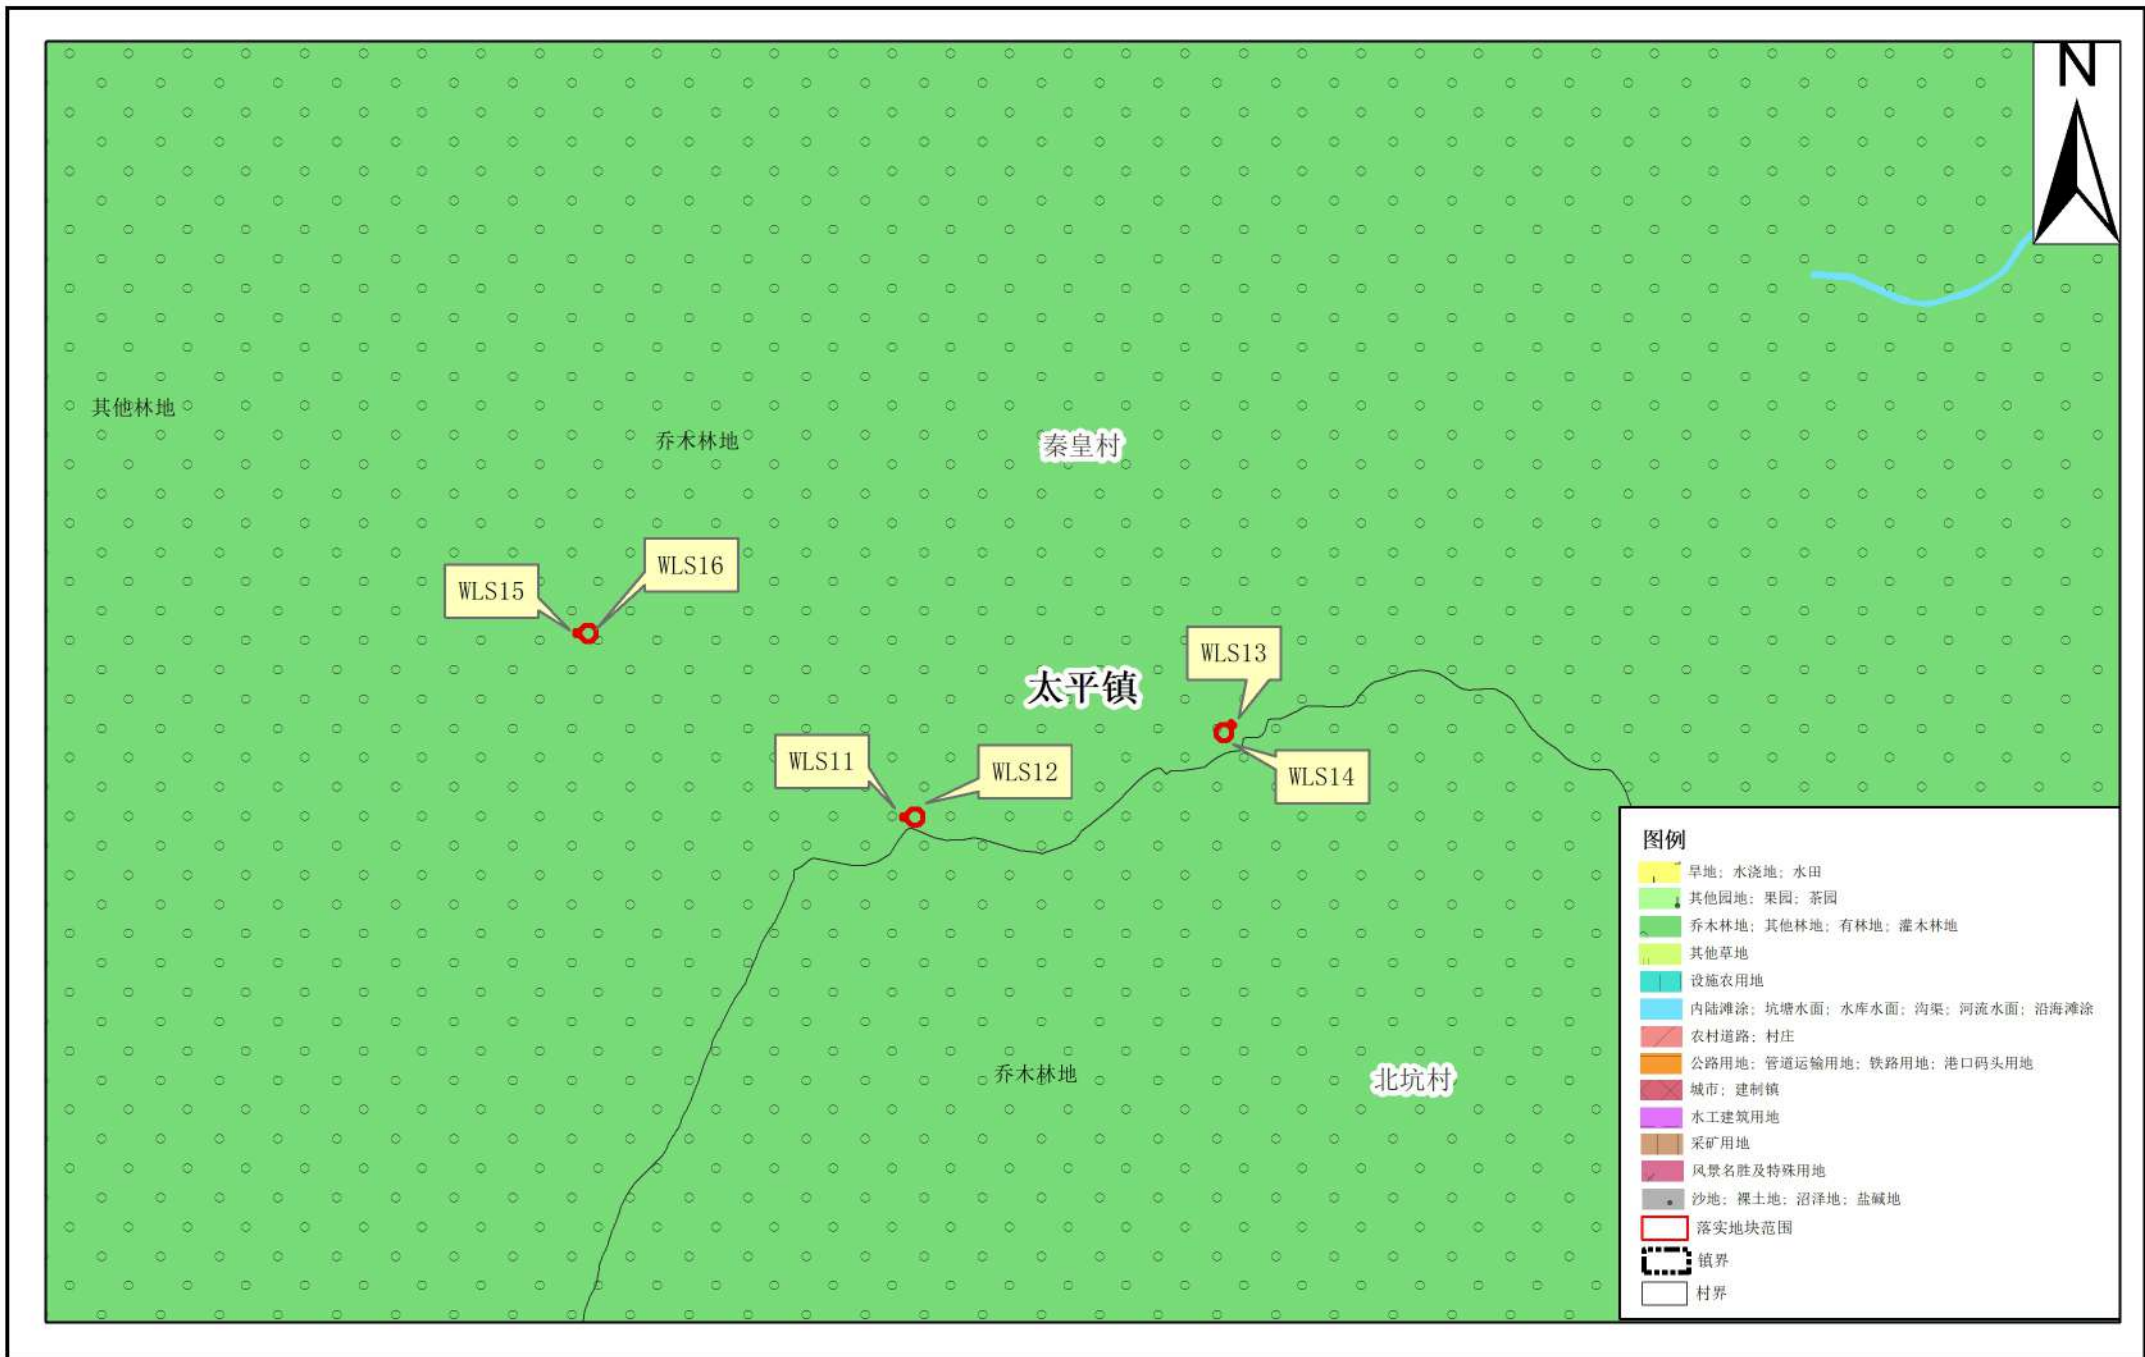 N
其他林地
乔木林地
秦皇村
WLS16
WLS15
WLS13
太平镇
WLS11
WLS12
WLS14
乔木林地
北坑村
图例
旱地; 水浇地; 水田
其他园地; 果园; 茶园
乔木林地; 其他林地; 有林地; 灌木林地
其他草地
设施农用地
内陆滩涂; 坑塘水面; 水库水面; 沟渠; 河流水面; 沿海滩涂
农村道路; 村庄
公路用地; 管道运输用地; 铁路用地; 港口码头用地
城市; 建制镇
水工建筑用地
采矿用地
风景名胜及特殊用地
沙地; 裸土地; 沼泽地; 盐碱地
落实地块范围
镇界
村界